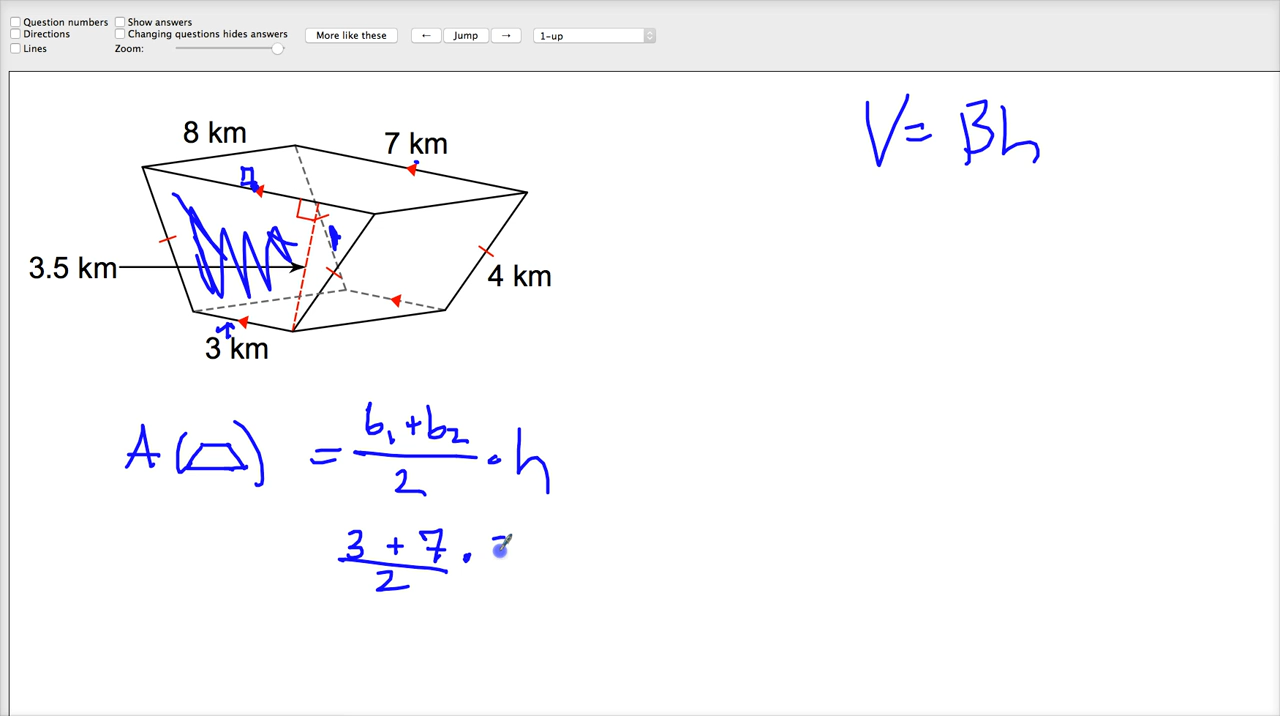 Question numbers Show answers
Directions Changing questions hides answers
Lines Zoom: More like these ← Jump → 1-up
V = Bh
8 km
7 km
7
3.5 km
4 km
3 km
A ( ) = b₁ + b₂ / 2 · h
3 + 7 / 2 ·